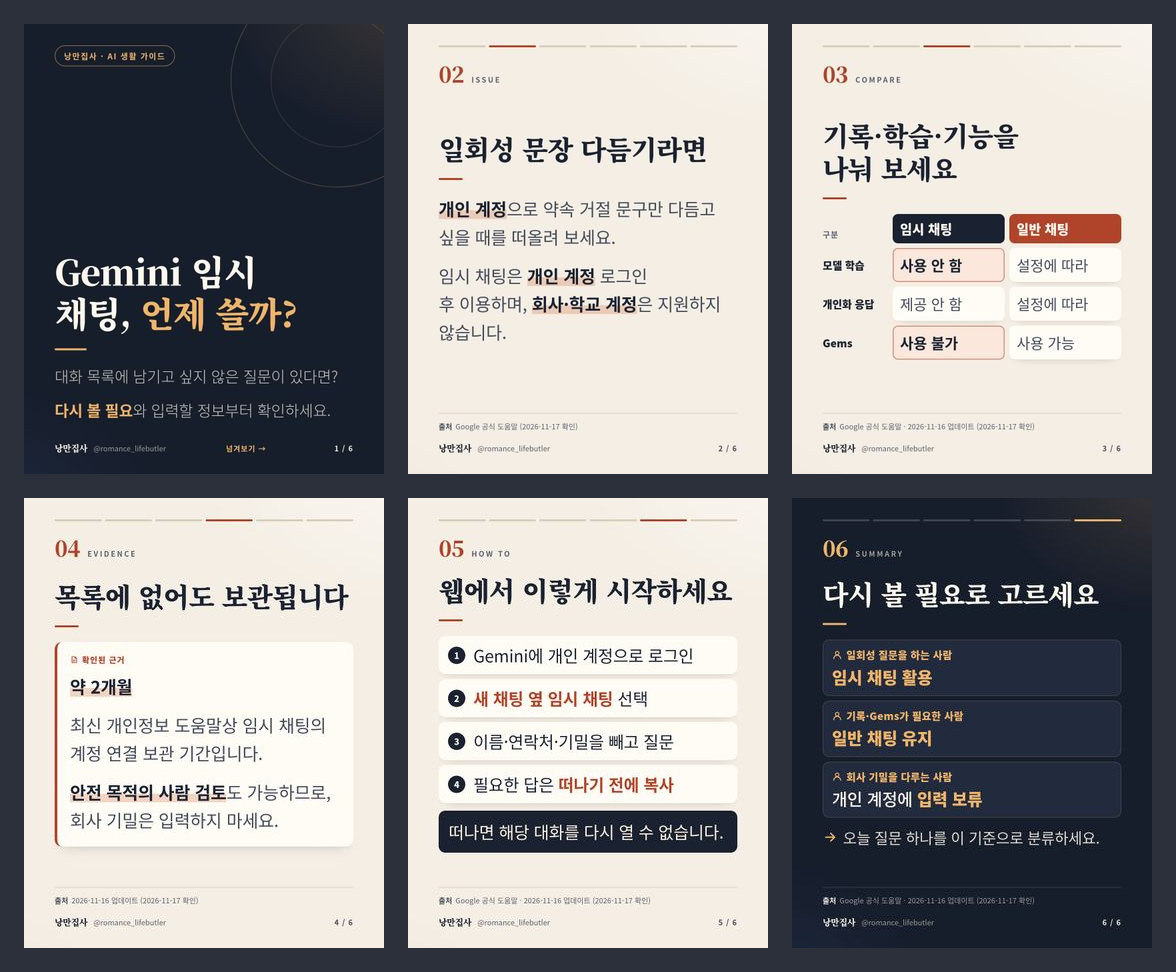 낭만집사 · AI 생활 가이드
Gemini 임시
채팅, 언제 쓸까?
대화 목록에 남기고 싶지 않은 질문이 있다면?
다시 볼 필요와 입력할 정보부터 확인하세요.
낭만집사 @romance_lifebutler 넘겨보기 → 1 / 6
02 ISSUE
일회성 문장 다듬기라면
개인 계정으로 약속 거절 문구만 다듬고
싶을 때를 떠올려 보세요.
임시 채팅은 개인 계정 로그인
후 이용하며, 회사·학교 계정은 지원하지
않습니다.
출처 Google 공식 도움말 (2026-11-17 확인)
낭만집사 @romance_lifebutler 2 / 6
03 COMPARE
기록·학습·기능을
나눠 보세요
구분 임시 채팅 일반 채팅
모델 학습 사용 안 함 설정에 따라
개인화 응답 제공 안 함 설정에 따라
Gems 사용 불가 사용 가능
출처 Google 공식 도움말 · 2026-11-16 업데이트 (2026-11-17 확인)
낭만집사 @romance_lifebutler 3 / 6
04 EVIDENCE
목록에 없어도 보관됩니다
확인된 근거
약 2개월
최신 개인정보 도움말상 임시 채팅의
계정 연결 보관 기간입니다.
안전 목적의 사람 검토도 가능하므로,
회사 기밀은 입력하지 마세요.
출처 2026-11-16 업데이트 (2026-11-17 확인)
낭만집사 @romance_lifebutler 4 / 6
05 HOW TO
웹에서 이렇게 시작하세요
1 Gemini에 개인 계정으로 로그인
2 새 채팅 옆 임시 채팅 선택
3 이름·연락처·기밀을 빼고 질문
4 필요한 답은 떠나기 전에 복사
떠나면 해당 대화를 다시 열 수 없습니다.
출처 Google 공식 도움말 · 2026-11-16 업데이트 (2026-11-17 확인)
낭만집사 @romance_lifebutler 5 / 6
06 SUMMARY
다시 볼 필요로 고르세요
일회성 질문을 하는 사람
임시 채팅 활용
기록·Gems가 필요한 사람
일반 채팅 유지
회사 기밀을 다루는 사람
개인 계정에 입력 보류
→ 오늘 질문 하나를 이 기준으로 분류하세요.
출처 Google 공식 도움말 · 2026-11-16 업데이트 (2026-11-17 확인)
낭만집사 @romance_lifebutler 6 / 6